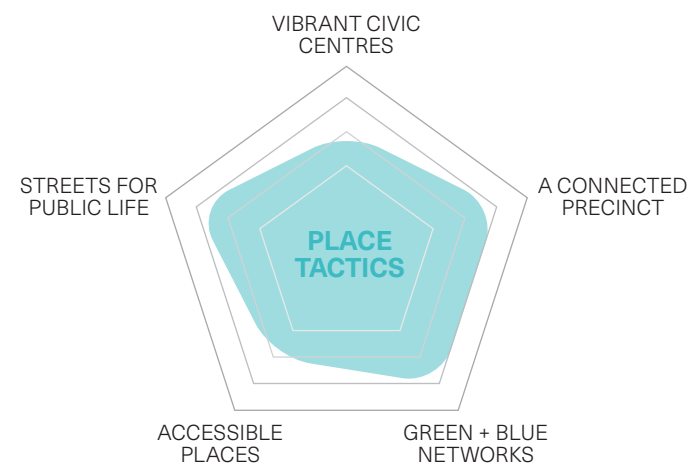 VIBRANT CIVIC
CENTRES
STREETS FOR
PUBLIC LIFE
A CONNECTED
PRECINCT
PLACE
TACTICS
ACCESSIBLE
PLACES
GREEN + BLUE
NETWORKS